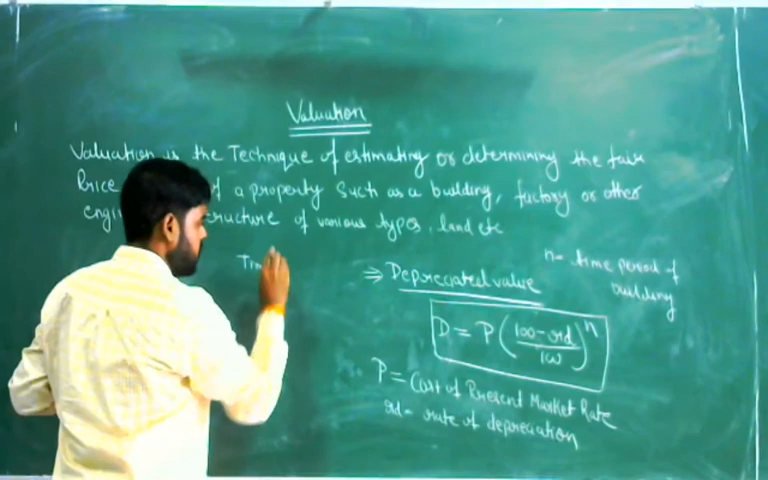 Valuation
Valuation is the Technique of estimating or determining the fair
Price of a property Such as a building, factory or other
engi ructure of various types, land etc
n = time period of
building
⇒ Depreciated value
D = P (100-rd/100)^n
P = Cost of Present Market Rate
rd = rate of depreciation